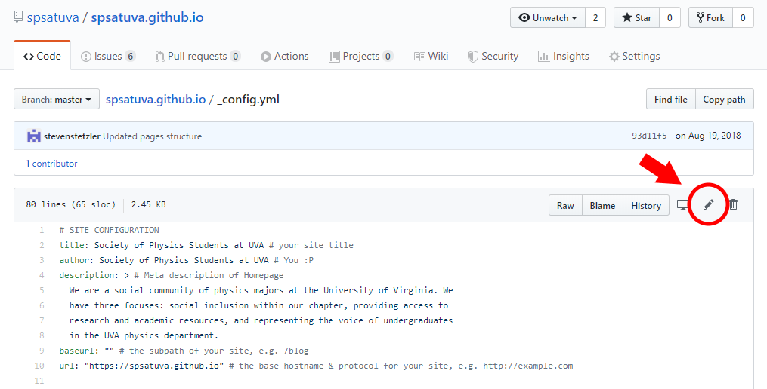 spsatuva / spsatuva.github.io
Unwatch 2 Star 0 Fork 0
Code Issues 6 Pull requests 0 Actions Projects 0 Wiki Security Insights Settings
Branch: master spsatuva.github.io / _config.yml Find file Copy path
stevenstetzler Updated pages structure 93d11f5 on Aug 19, 2018
1 contributor
80 lines (65 sloc) 2.45 KB Raw Blame History
1 # SITE CONFIGURATION
2 title: Society of Physics Students at UVA # your site title
3 author: Society of Physics Students at UVA # You :P
4 description: > # Meta description of Homepage
5 We are a social community of physics majors at the University of Virginia. We
6 have three focuses: social inclusion within our chapter, providing access to
7 research and academic resources, and representing the voice of undergraduates
8 in the UVA physics department.
9 baseurl: "" # the subpath of your site, e.g. /blog
10 url: "https://spsatuva.github.io" # the base hostname & protocol for your site, e.g. http://example.com
11